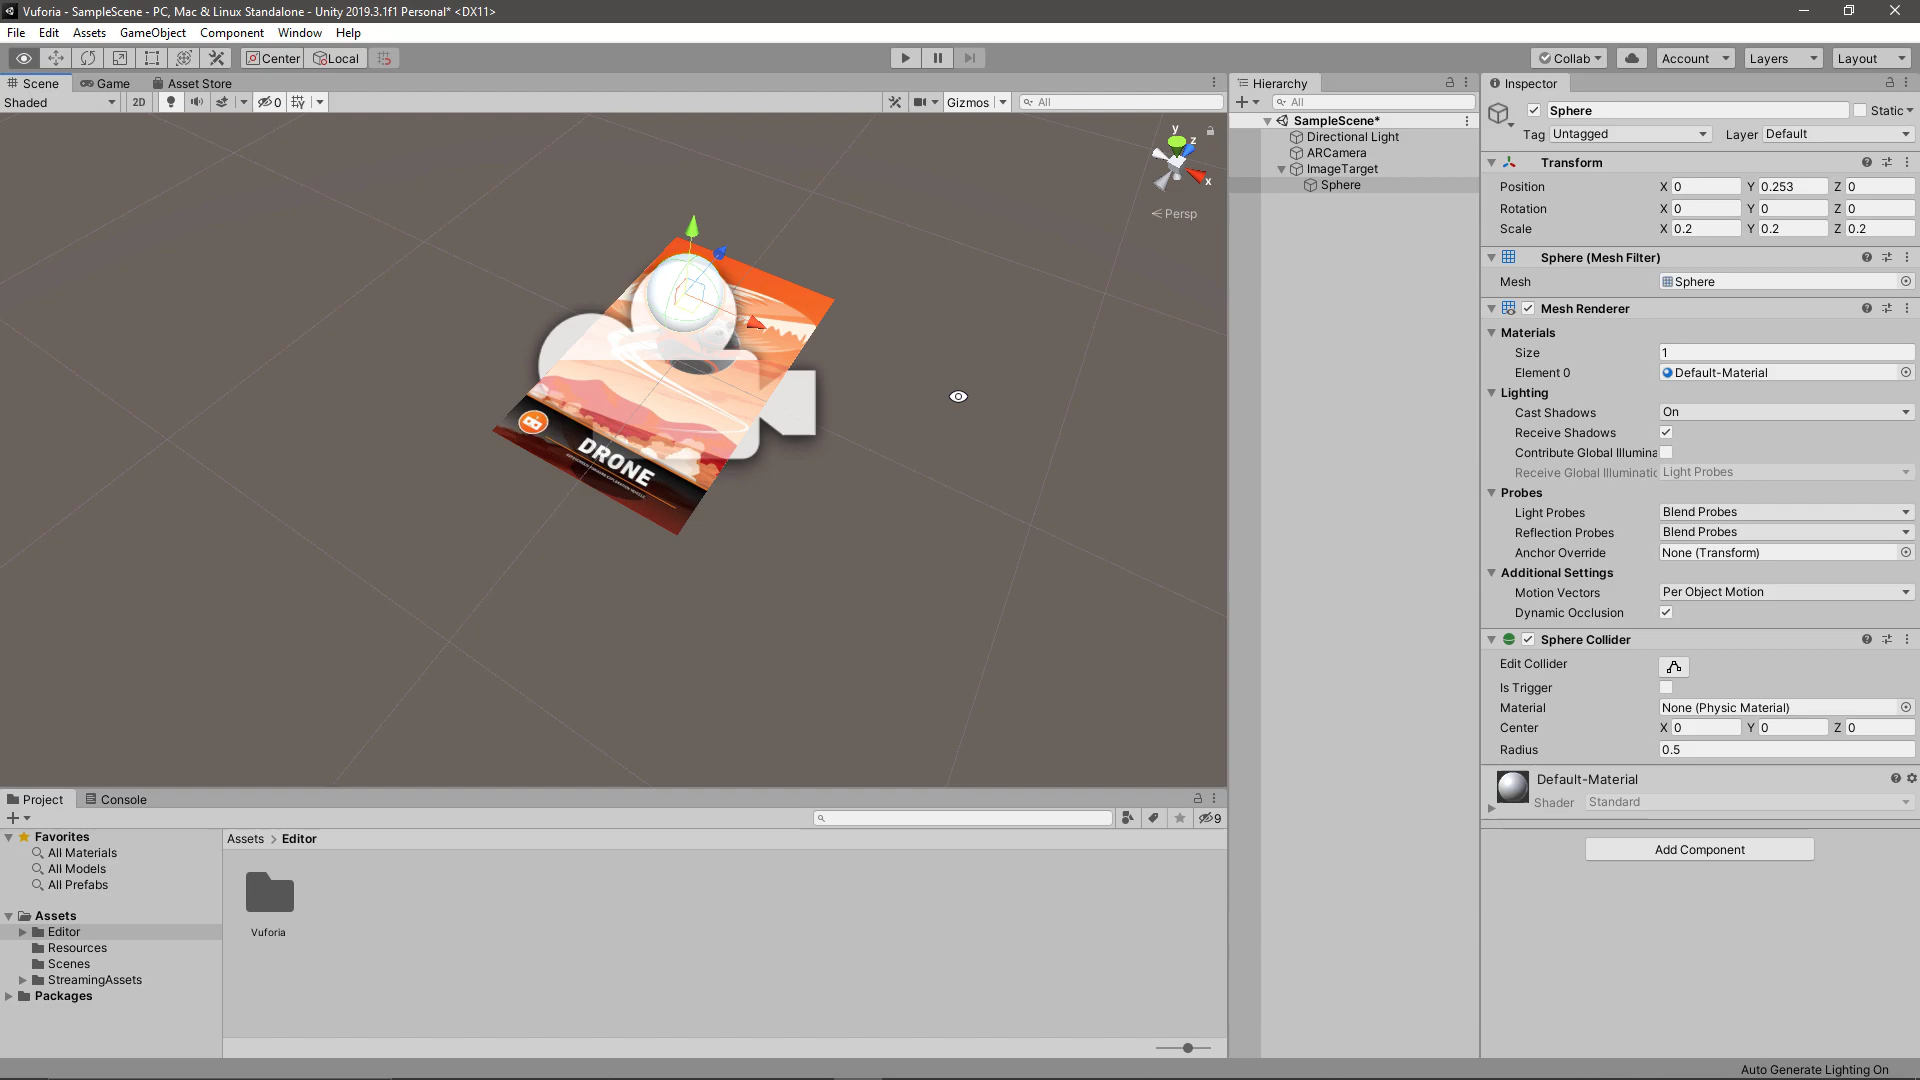 Vuforia - SampleScene - PC, Mac & Linux Standalone - Unity 2019.3.1f1 Personal* <DX11>
File Edit Assets GameObject Component Window Help
Center Local Collab Account Layers Layout
Scene Game Asset Store
Shaded 2D 0 Gizmos All
y
z
x
Persp
DRONE
Hierarchy
All
SampleScene*
Directional Light
ARCamera
ImageTarget
Sphere
Inspector
Sphere Static
Tag Untagged Layer Default
Transform
Position X 0 Y 0.253 Z 0
Rotation X 0 Y 0 Z 0
Scale X 0.2 Y 0.2 Z 0.2
Sphere (Mesh Filter)
Mesh Sphere
Mesh Renderer
Materials
Size 1
Element 0 Default-Material
Lighting
Cast Shadows On
Receive Shadows
Contribute Global Illumina
Receive Global Illuminatic Light Probes
Probes
Light Probes Blend Probes
Reflection Probes Blend Probes
Anchor Override None (Transform)
Additional Settings
Motion Vectors Per Object Motion
Dynamic Occlusion
Sphere Collider
Edit Collider
Is Trigger
Material None (Physic Material)
Center X 0 Y 0 Z 0
Radius 0.5
Default-Material
Shader Standard
Add Component
Project Console
9
Favorites
All Materials
All Models
All Prefabs
Assets
Editor
Resources
Scenes
StreamingAssets
Packages
Assets > Editor
Vuforia
Auto Generate Lighting On